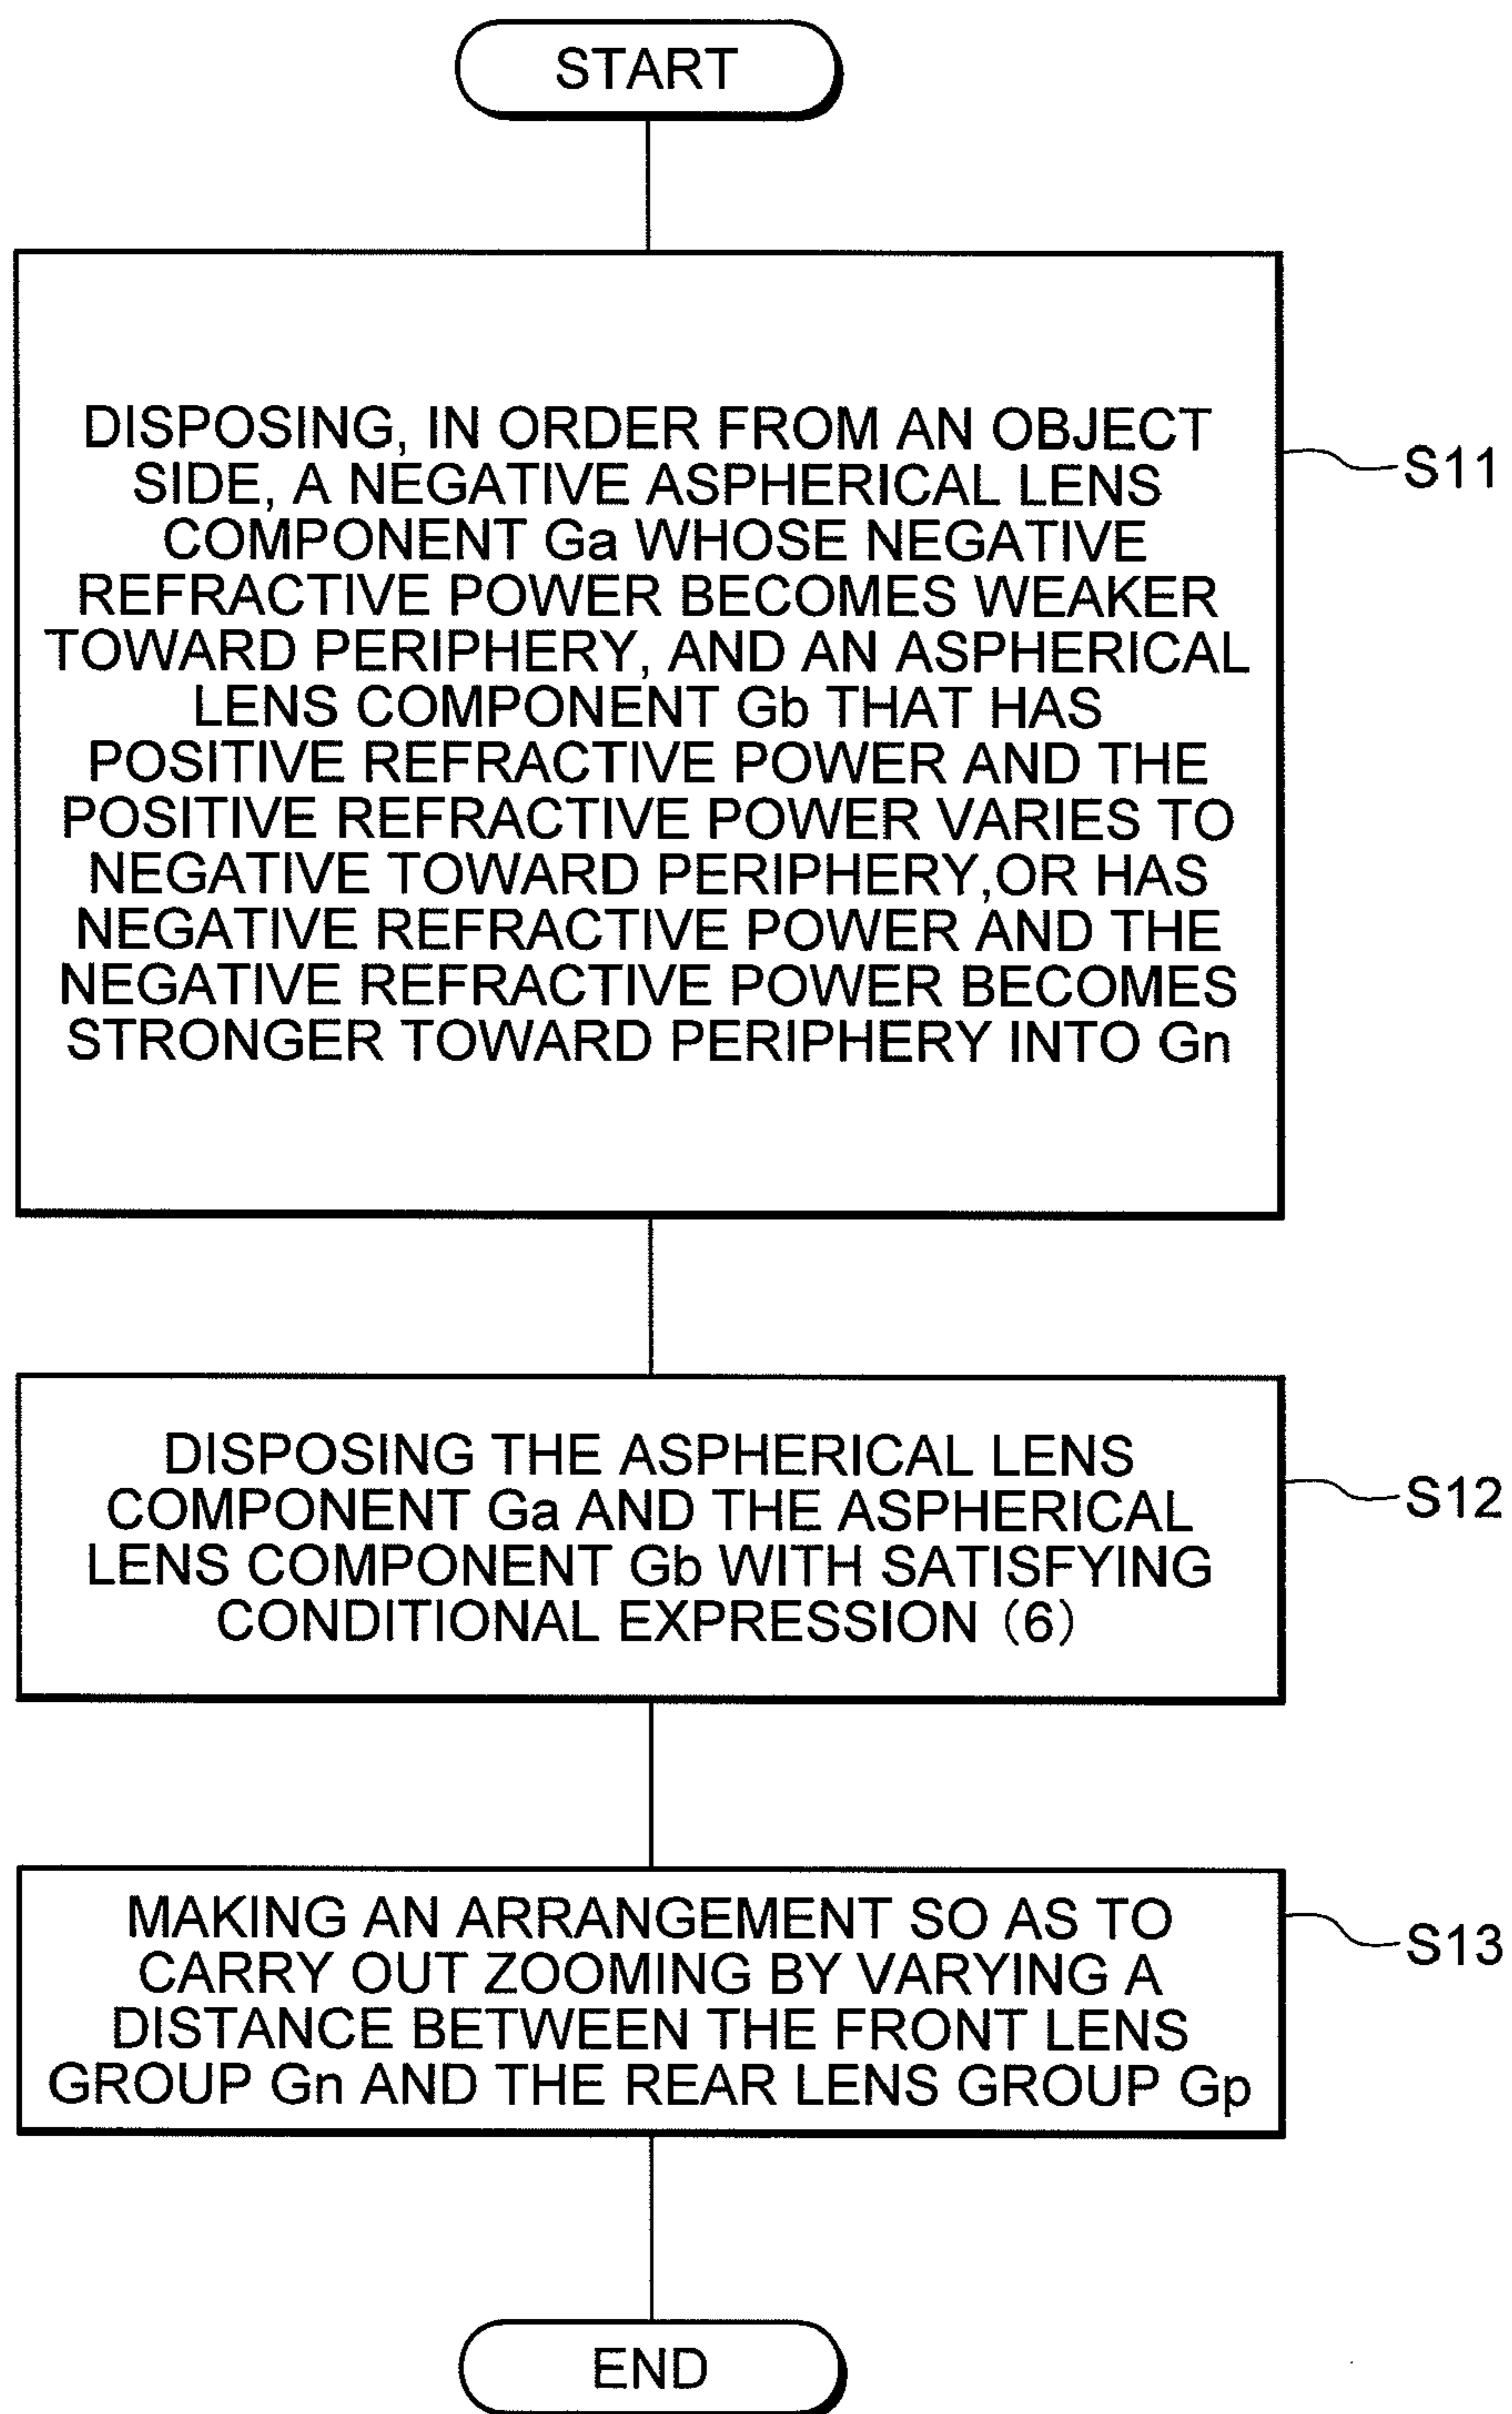 START
DISPOSING, IN ORDER FROM AN OBJECT
SIDE, A NEGATIVE ASPHERICAL LENS
COMPONENT Ga WHOSE NEGATIVE
REFRACTIVE POWER BECOMES WEAKER
TOWARD PERIPHERY, AND AN ASPHERICAL
LENS COMPONENT Gb THAT HAS
POSITIVE REFRACTIVE POWER AND THE
POSITIVE REFRACTIVE POWER VARIES TO
NEGATIVE TOWARD PERIPHERY,OR HAS
NEGATIVE REFRACTIVE POWER AND THE
NEGATIVE REFRACTIVE POWER BECOMES
STRONGER TOWARD PERIPHERY INTO Gn
S11
DISPOSING THE ASPHERICAL LENS
COMPONENT Ga AND THE ASPHERICAL
LENS COMPONENT Gb WITH SATISFYING
CONDITIONAL EXPRESSION (6)
S12
MAKING AN ARRANGEMENT SO AS TO
CARRY OUT ZOOMING BY VARYING A
DISTANCE BETWEEN THE FRONT LENS
GROUP Gn AND THE REAR LENS GROUP Gp
S13
END